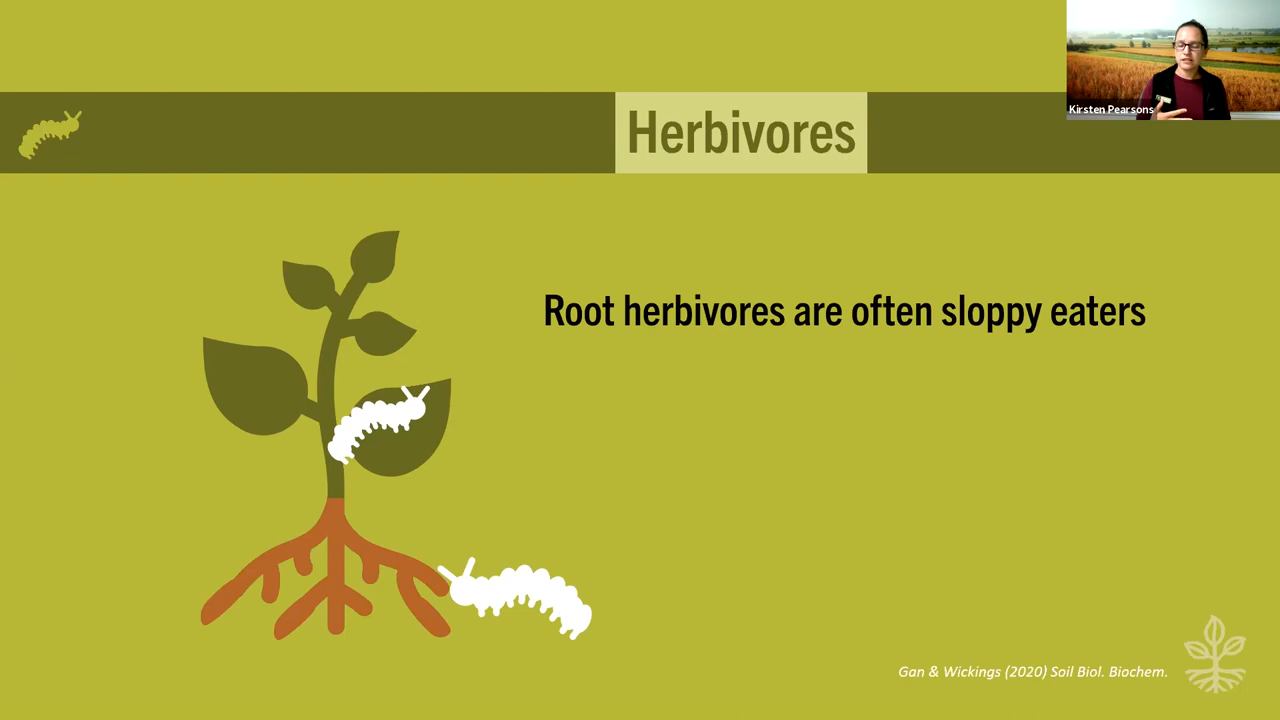 Herbivores
Kirsten Pearsons
Root herbivores are often sloppy eaters
Gan & Wickings (2020) Soil Biol. Biochem.